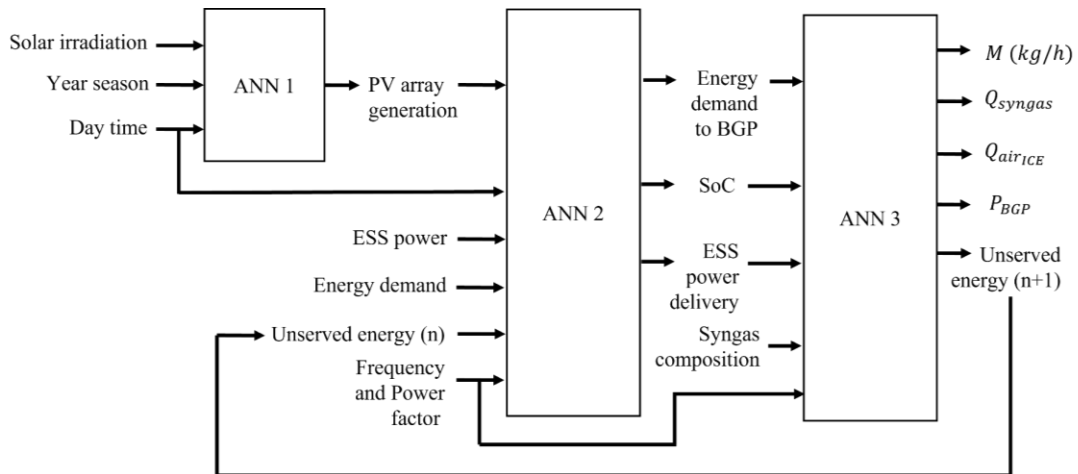 Solar irradiation
Year season
Day time
ANN 1
PV array
generation
ESS power
Energy demand
Unserved energy (n)
Frequency
and Power
factor
ANN 2
Energy
demand
to BGP
SoC
ESS
power
delivery
Syngas
composition
ANN 3
M (kg/h)
Q_syngas
Q_air_ICE
P_BGP
Unserved
energy (n+1)